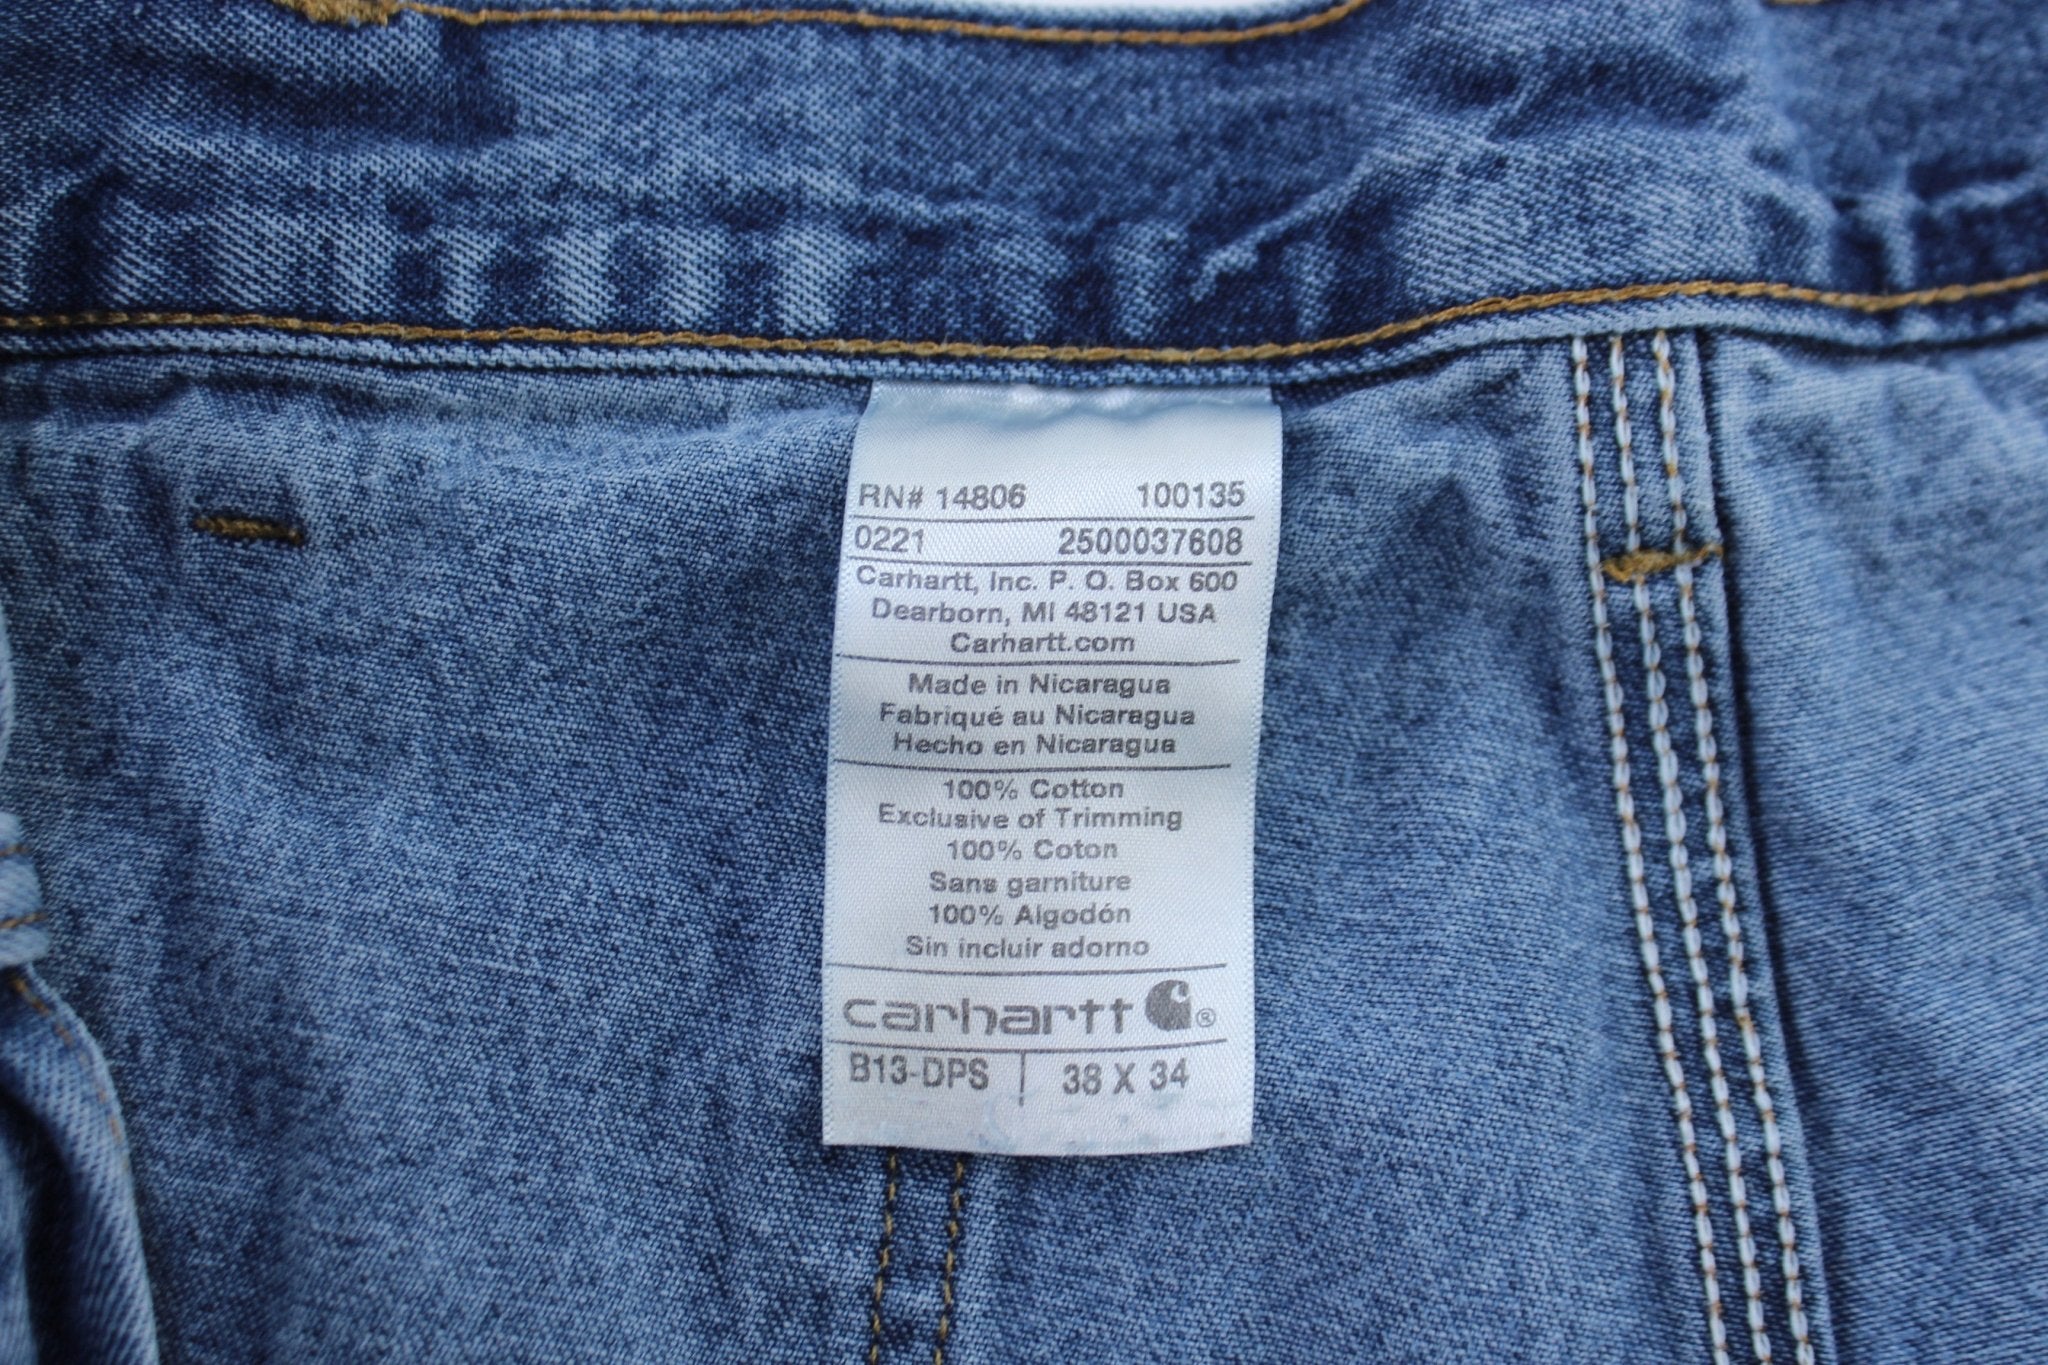 RN# 14806 100135
0221 2500037608
Carhartt, Inc. P. O. Box 600
Dearborn, MI 48121 USA
Carhartt.com
Made in Nicaragua
Fabriqué au Nicaragua
Hecho en Nicaragua
100% Cotton
Exclusive of Trimming
100% Coton
Sans garniture
100% Algodón
Sin incluir adorno
carhartt ®
B13-DPS | 38 X 34